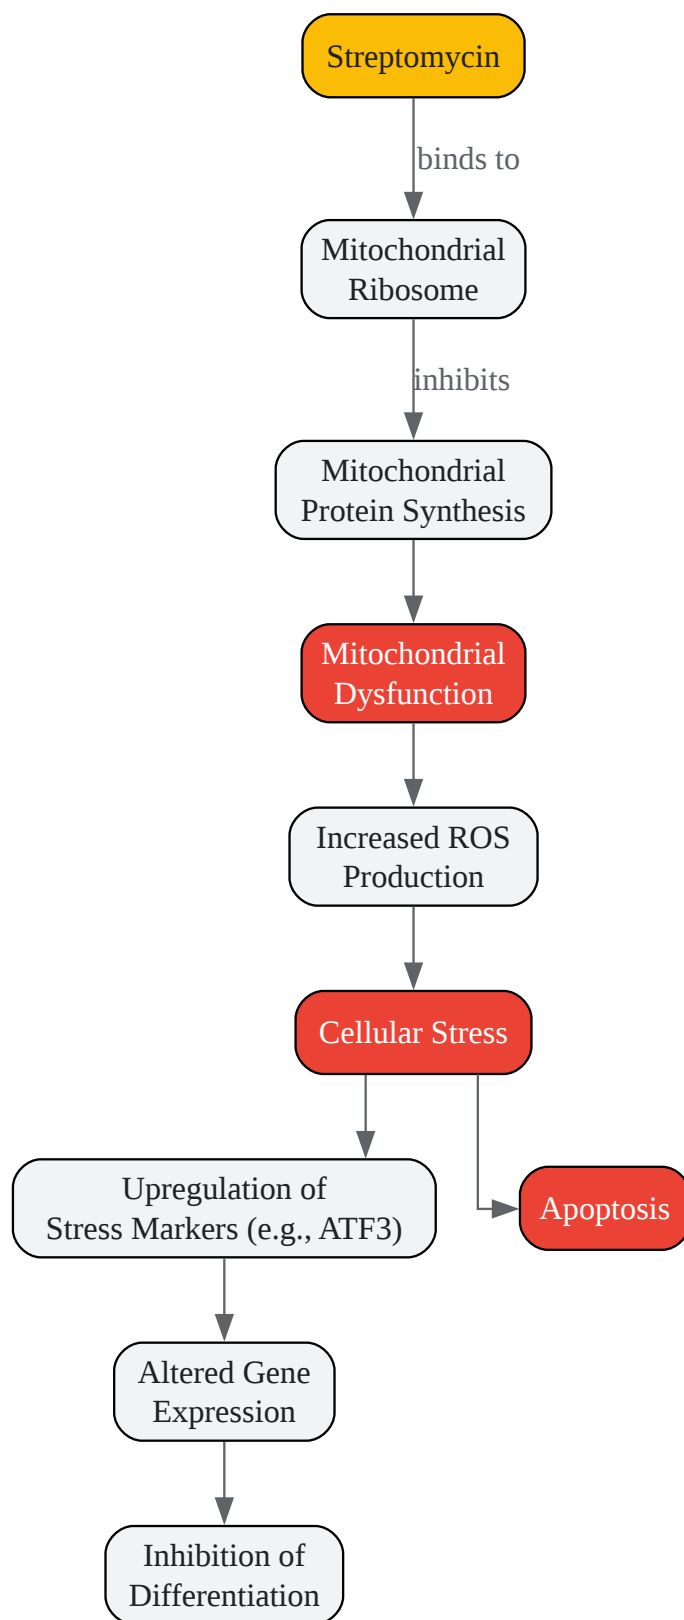 Streptomycin
binds to
Mitochondrial
Ribosome
inhibits
Mitochondrial
Protein Synthesis
Mitochondrial
Dysfunction
Increased ROS
Production
Cellular Stress
Upregulation of
Stress Markers (e.g., ATF3)
Apoptosis
Altered Gene
Expression
Inhibition of
Differentiation